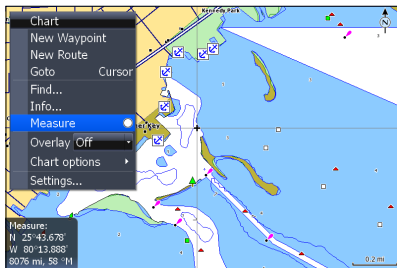 Kennedy Park
Chart
New Waypoint
New Route
Goto Cursor
Find...
Info...
Measure
Overlay Off
Chart options
Settings...
Measure:
N 25°43.678'
W 80°13.888'
8076 mi, 58 °M
N
0.2 mi